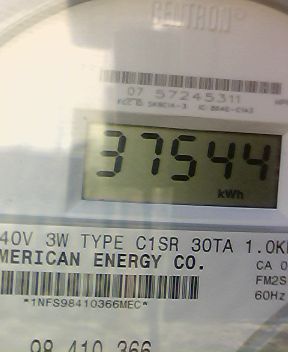 CENTRON®
07 57245311
37544
kWh
40V 3W TYPE C1SR 30TA 1.0K
MERICAN ENERGY CO.
CA 0
FM2S
60Hz
*1NFS98410366MEC*
98 410 366